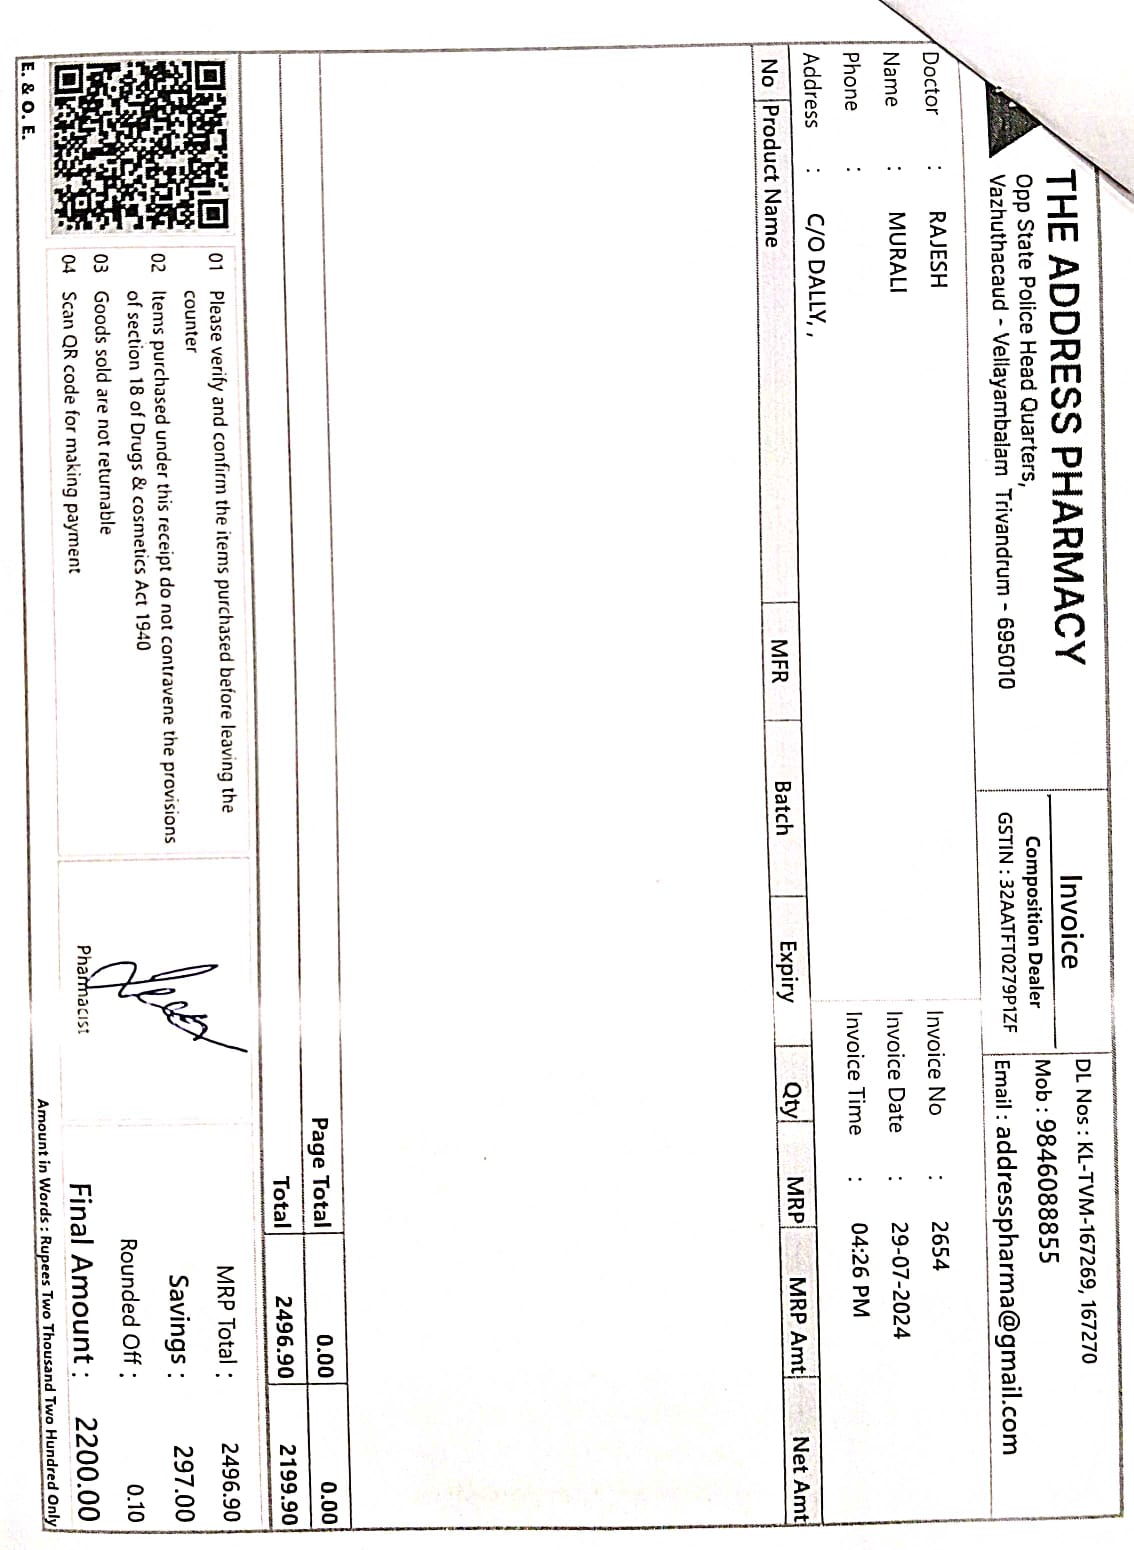 THE ADDRESS PHARMACY
Opp State Police Head Quarters,
Vazhuthacaud - Vellayambalam Trivandrum - 695010
Invoice
Composition Dealer
GSTIN : 32AATFT0279P1ZF
DL Nos : KL-TVM-167269, 167270
Mob : 9846088855
Email : addresspharma@gmail.com
Doctor : RAJESH
Name : MURALI
Phone :
Address : C/O DALLY, ,
Invoice No : 2654
Invoice Date : 29-07-2024
Invoice Time : 04:26 PM
No Product Name MFR Batch Expiry Qty MRP MRP Amt Net Amt
Page Total 0.00 0.00
Total 2496.90 2199.90
01 Please verify and confirm the items purchased before leaving the
counter
02 Items purchased under this receipt do not contravene the provisions
of section 18 of Drugs & cosmetics Act 1940
03 Goods sold are not returnable
04 Scan QR code for making payment
E. & O. E.
Pharmacist
MRP Total : 2496.90
Savings : 297.00
Rounded Off : 0.10
Final Amount : 2200.00
Amount in Words : Rupees Two Thousand Two Hundred Only